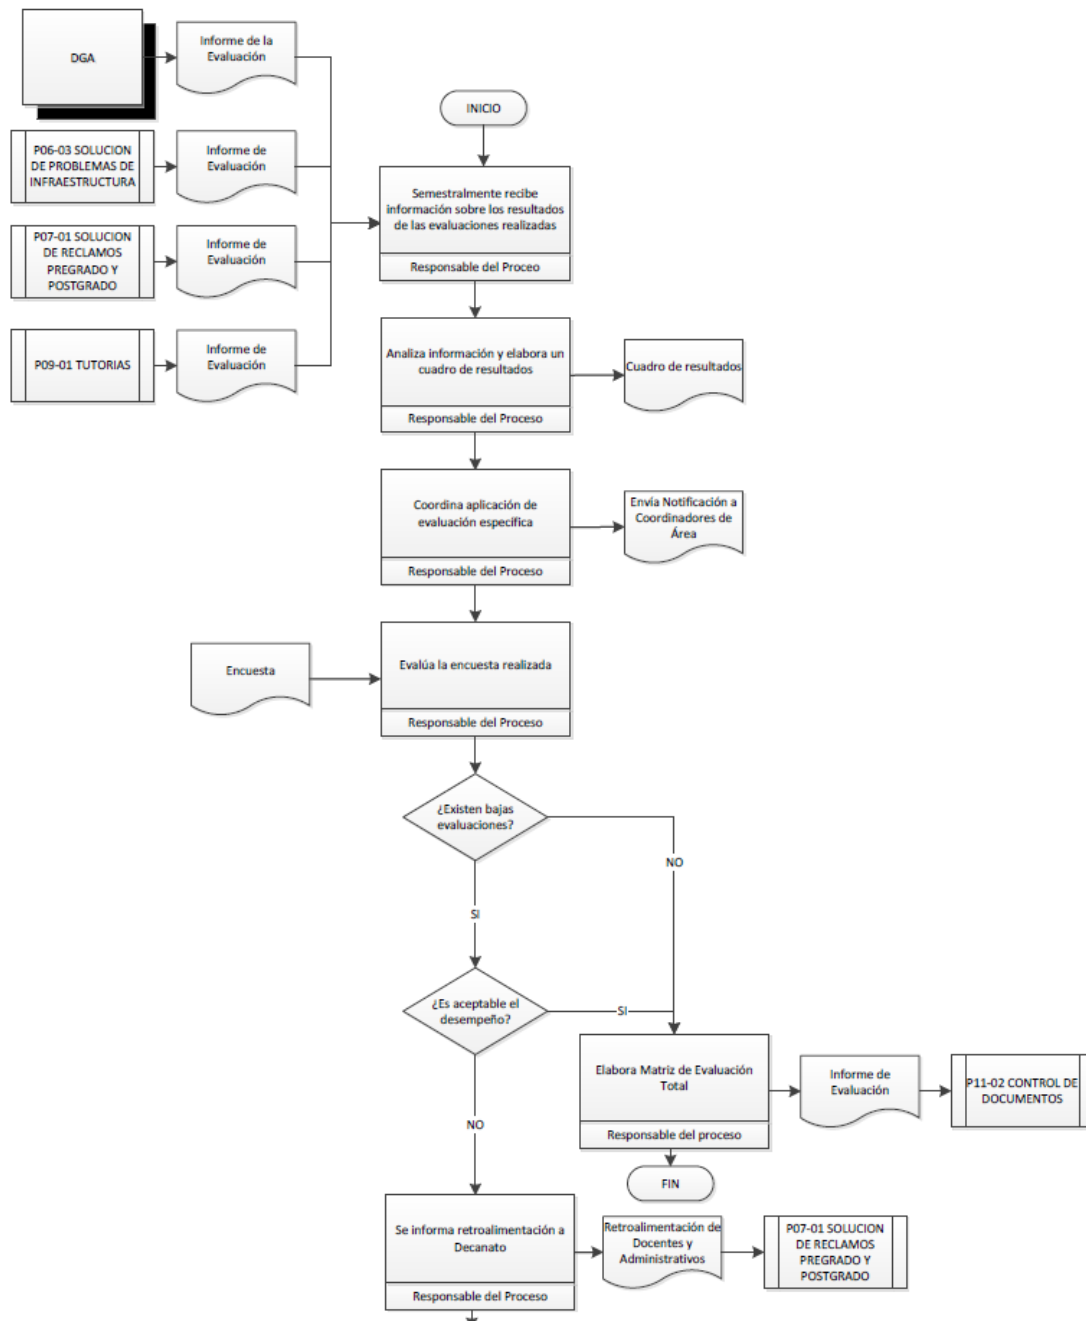 DGA
Informe de la
Evaluación
INICIO
P06-03 SOLUCION
DE PROBLEMAS DE
INFRAESTRUCTURA
Informe de
Evaluación
Semestralmente recibe
información sobre los resultados
de las evaluaciones realizadas
Responsable del Proceo
P07-01 SOLUCION
DE RECLAMOS
PREGRADO Y
POSTGRADO
Informe de
Evaluación
P09-01 TUTORIAS
Informe de
Evaluación
Analiza información y elabora un
cuadro de resultados
Responsable del Proceso
Cuadro de resultados
Coordina aplicación de
evaluación específica
Responsable del Proceso
Envía Notificación a
Coordinadores de
Área
Encuesta
Evalúa la encuesta realizada
Responsable del Proceso
¿Existen bajas
evaluaciones?
NO
SI
¿Es aceptable el
desempeño?
SI
NO
Elabora Matriz de Evaluación
Total
Responsable del proceso
Informe de
Evaluación
P11-02 CONTROL DE
DOCUMENTOS
FIN
Se informa retroalimentación a
Decanato
Responsable del Proceso
Retroalimentación de
Docentes y
Administrativos
P07-01 SOLUCION
DE RECLAMOS
PREGRADO Y
POSTGRADO